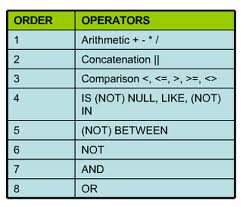 ORDER OPERATORS
1 Arithmetic + - * /
2 Concatenation ||
3 Comparison <, <=, >, >=, <>
4 IS (NOT) NULL, LIKE, (NOT)
IN
5 (NOT) BETWEEN
6 NOT
7 AND
8 OR